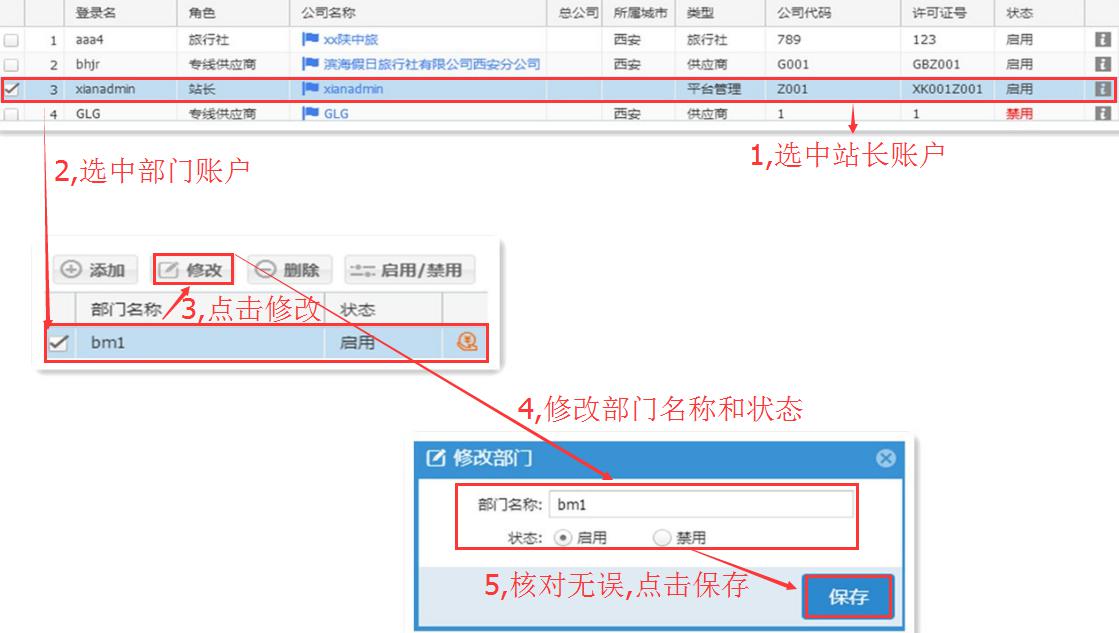 登录名 角色 公司名称 总公司 所属城市 类型 公司代码 许可证号 状态
1 aaa4 旅行社 xx陕中旅 西安 旅行社 789 123 启用
2 bhjr 专线供应商 滨海假日旅行社有限公司西安分公司 西安 供应商 G001 GBZ001 启用
3 xianadmin 站长 xianadmin 平台管理 Z001 XK001Z001 启用
4 GLG 专线供应商 GLG 西安 供应商 1 1 禁用
1,选中站长账户
2,选中部门账户
添加 修改 删除 启用/禁用
3,点击修改
部门名称 状态
bm1 启用
4,修改部门名称和状态
修改部门
部门名称: bm1
状态: 启用 禁用
5,核对无误,点击保存
保存